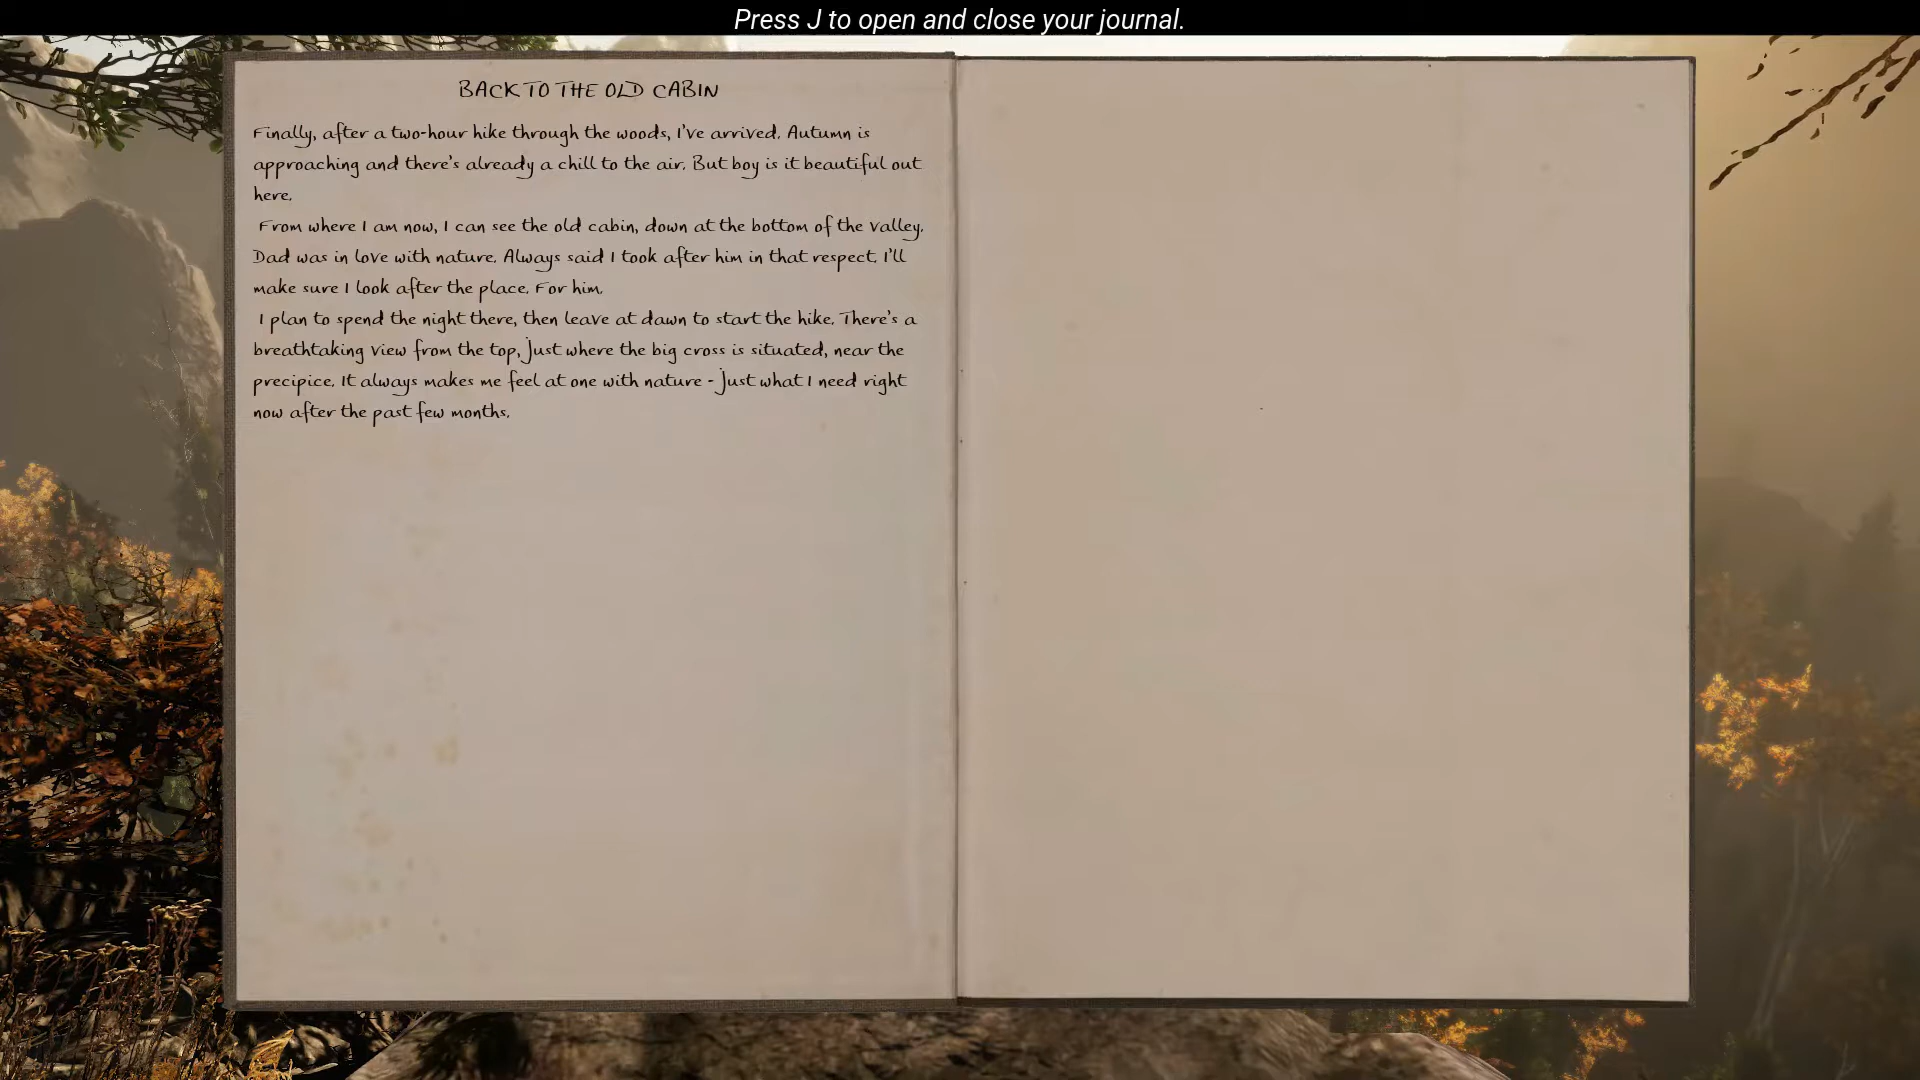 Press J to open and close your journal.
BACK TO THE OLD CABIN
Finally, after a two-hour hike through the woods, I've arrived. Autumn is
approaching and there's already a chill to the air. But boy is it beautiful out
here.
From where I am now, I can see the old cabin, down at the bottom of the valley.
Dad was in love with nature. Always said I took after him in that respect. I'll
make sure I look after the place. For him.
I plan to spend the night there, then leave at dawn to start the hike. There's a
breathtaking view from the top, just where the big cross is situated, near the
precipice. It always makes me feel at one with nature - just what I need right
now after the past few months.